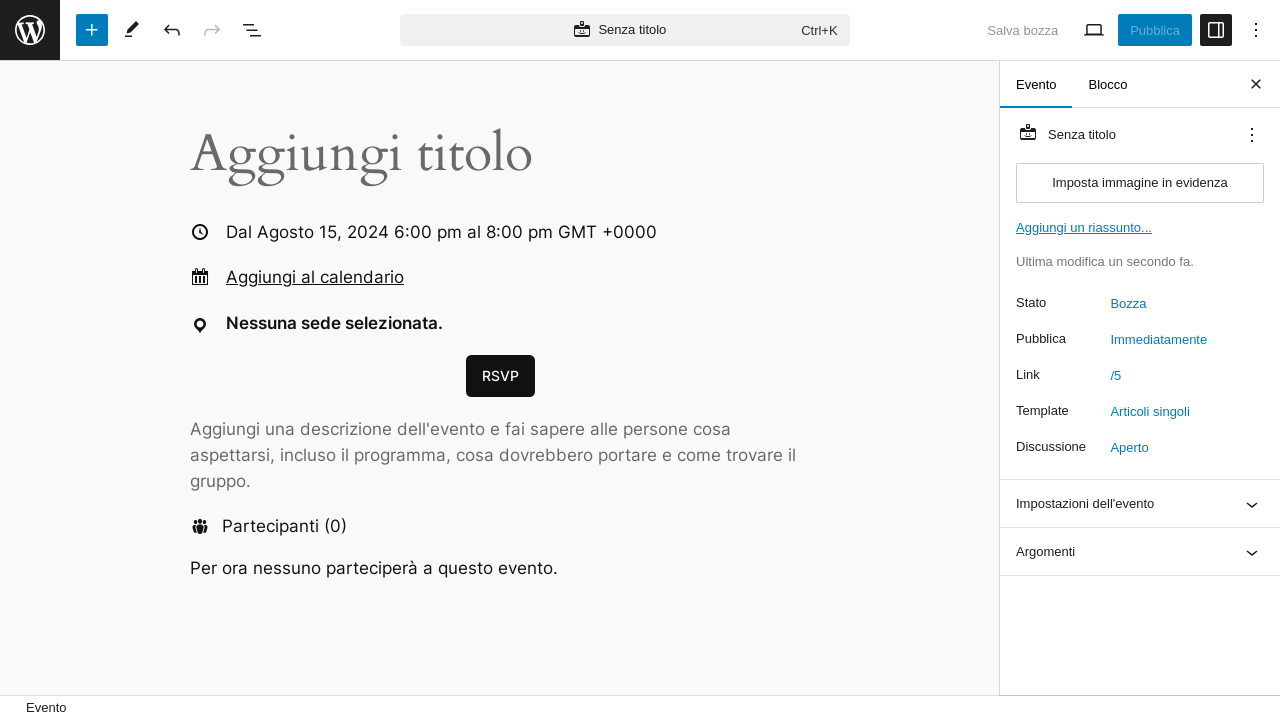 Senza titolo Ctrl+K
Salva bozza
Pubblica
Aggiungi titolo
Dal Agosto 15, 2024 6:00 pm al 8:00 pm GMT +0000
Aggiungi al calendario
Nessuna sede selezionata.
RSVP
Aggiungi una descrizione dell'evento e fai sapere alle persone cosa
aspettarsi, incluso il programma, cosa dovrebbero portare e come trovare il
gruppo.
Partecipanti (0)
Per ora nessuno parteciperà a questo evento.
Evento Blocco
Senza titolo
Imposta immagine in evidenza
Aggiungi un riassunto...
Ultima modifica un secondo fa.
Stato Bozza
Pubblica Immediatamente
Link /5
Template Articoli singoli
Discussione Aperto
Impostazioni dell'evento
Argomenti
Evento